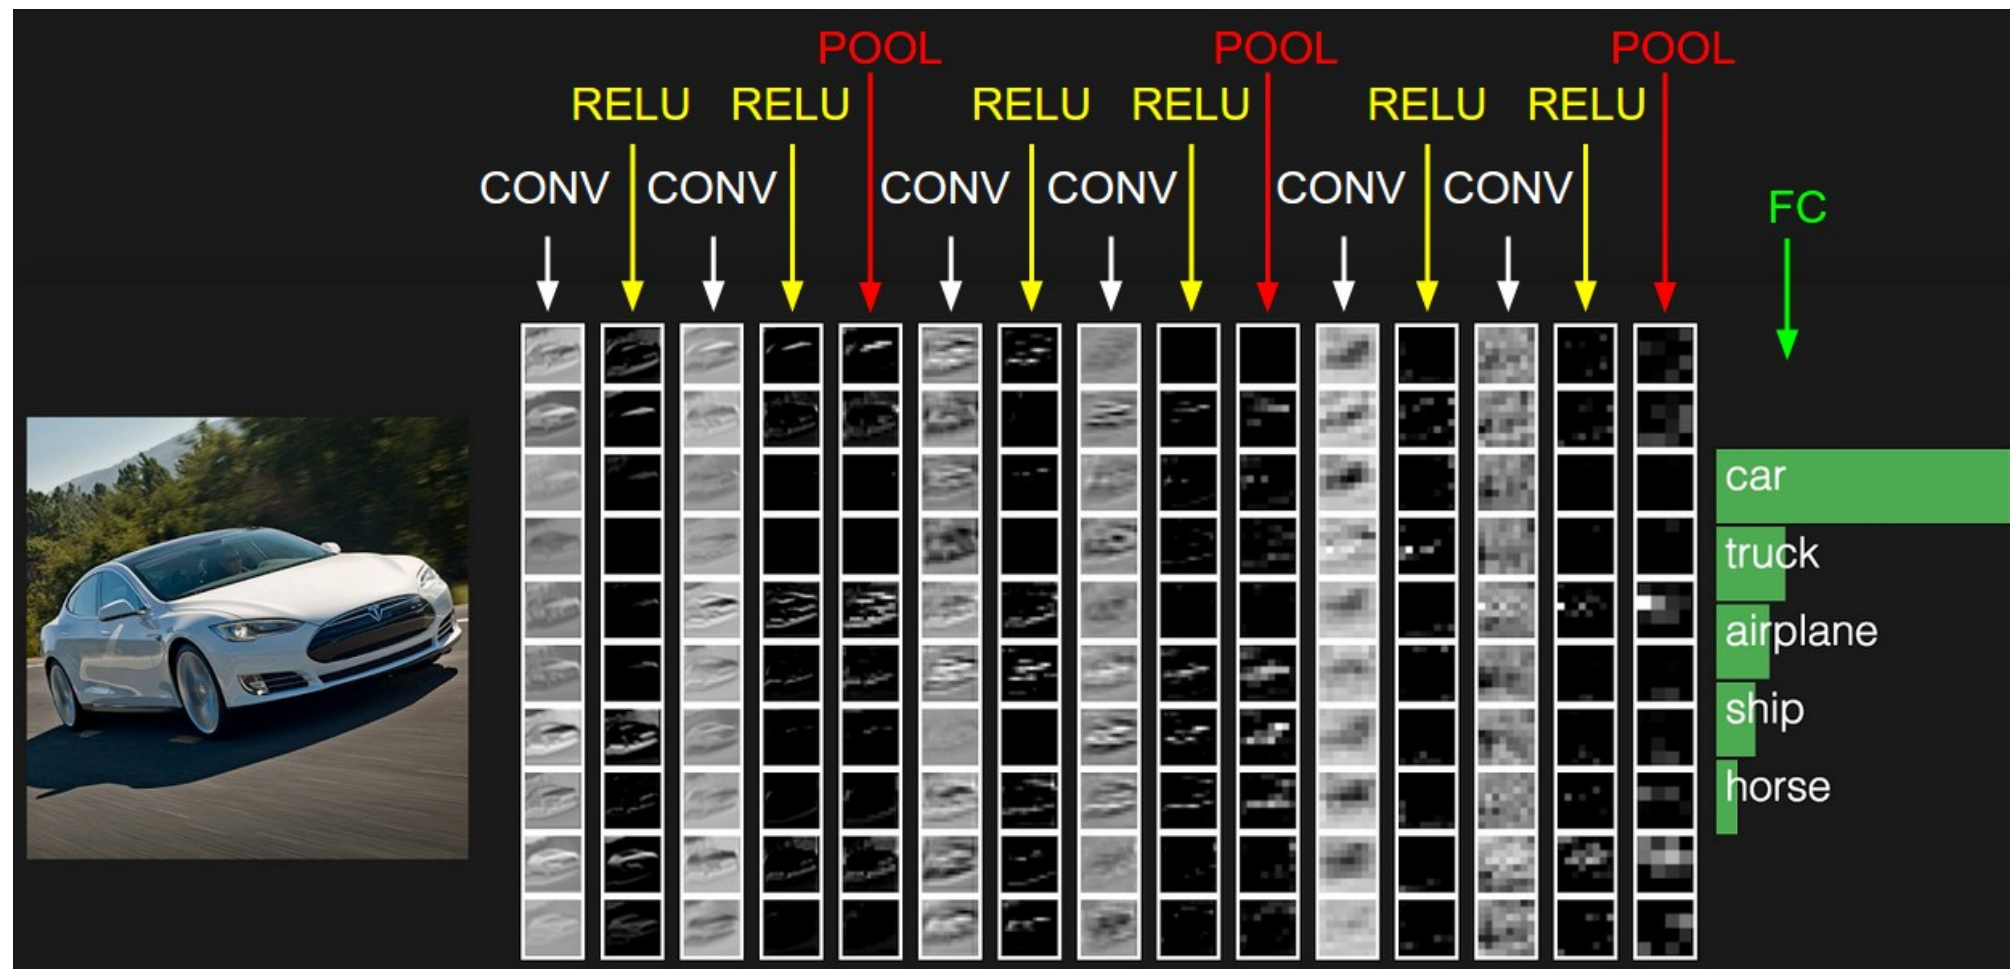 POOL POOL POOL
RELU RELU RELU RELU RELU RELU
CONV CONV CONV CONV CONV CONV
FC
car
truck
airplane
ship
horse